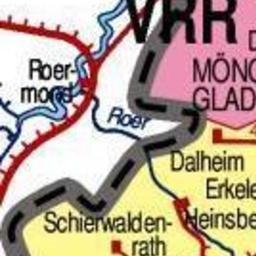 VRR
D
Roer-
mond
MÖNC
GLAD
Roer
Dalheim
Erkele
Schierwalden-
rath
Heinsbe